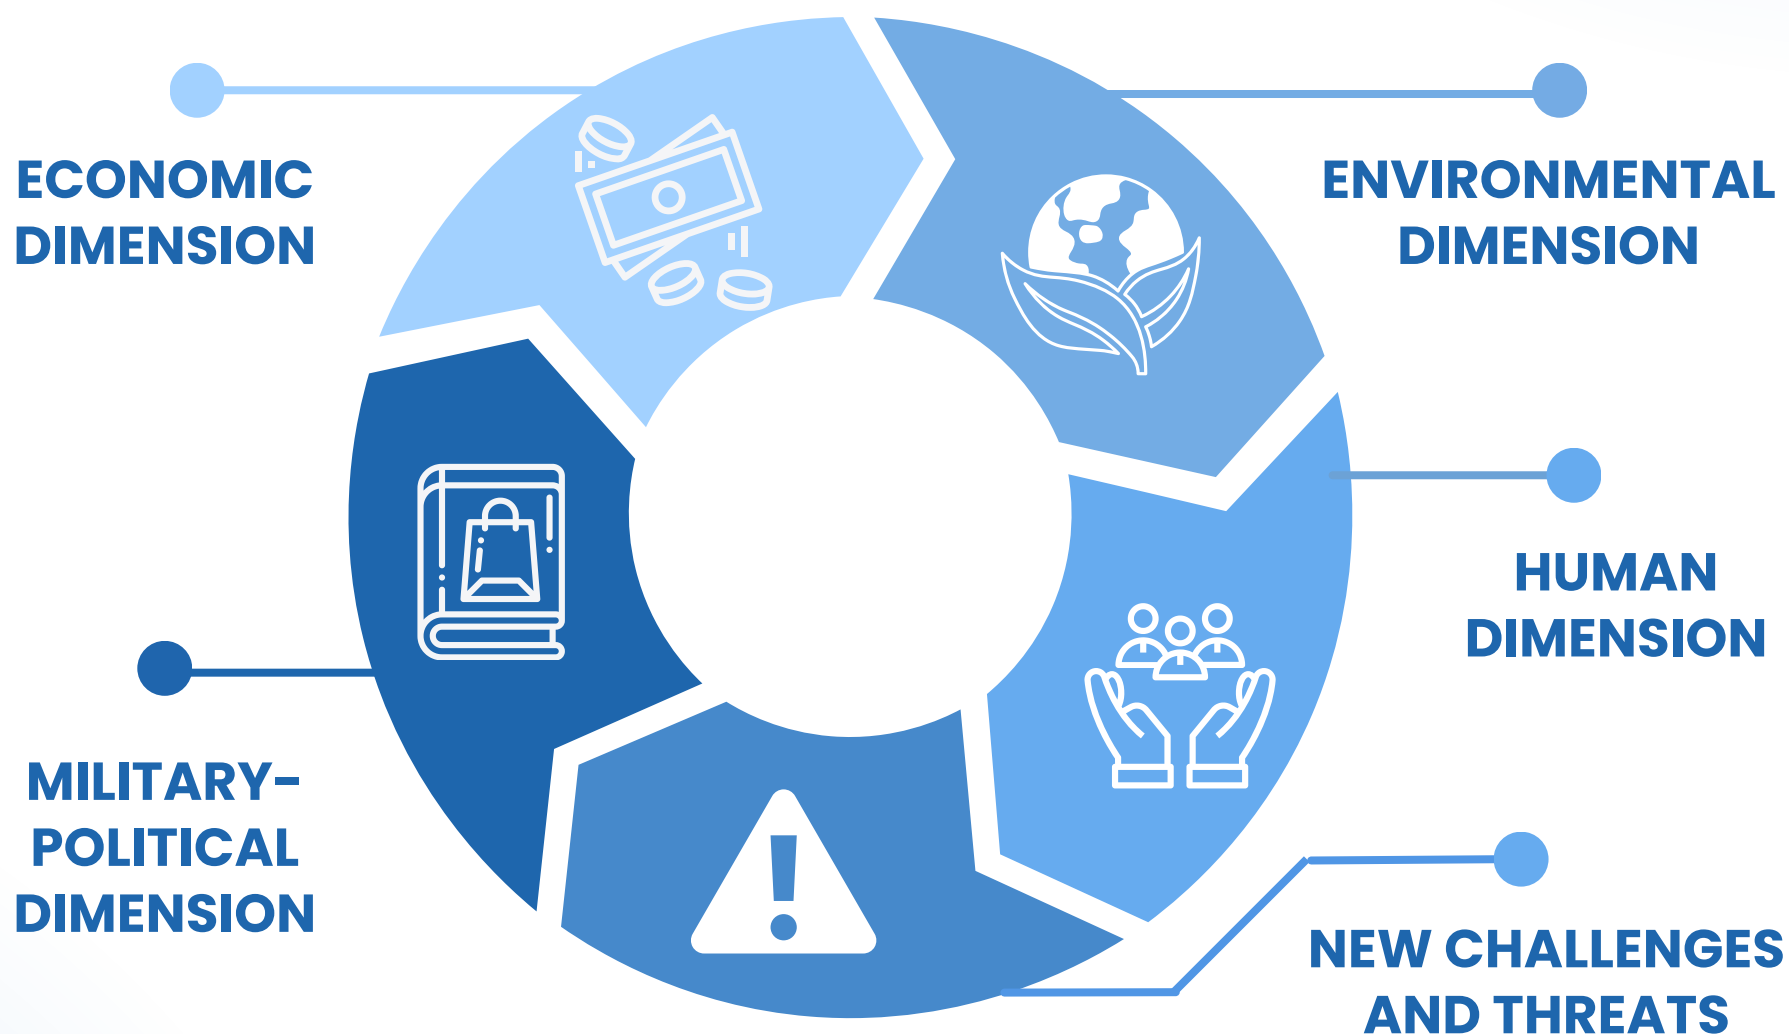 ECONOMIC
DIMENSION
ENVIRONMENTAL
DIMENSION
HUMAN
DIMENSION
MILITARY-
POLITICAL
DIMENSION
NEW CHALLENGES
AND THREATS